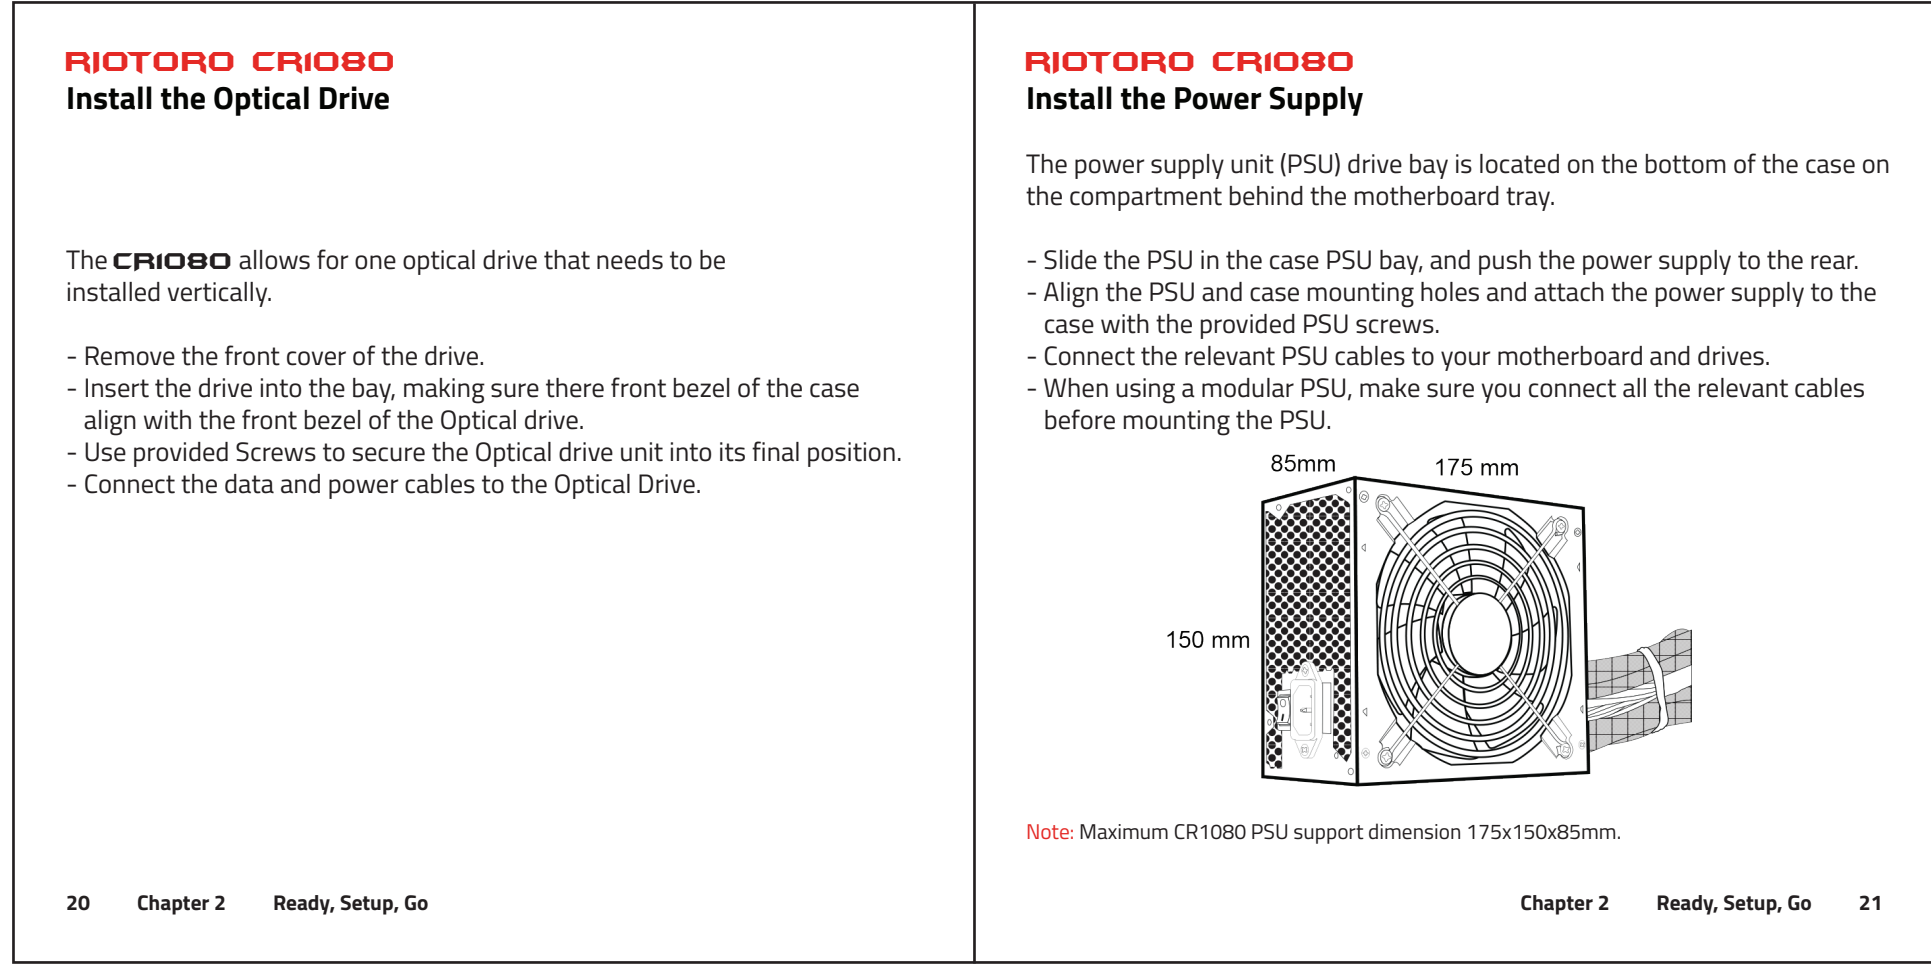 RIOTORO CR1080
Install the Optical Drive
The CR1080 allows for one optical drive that needs to be
installed vertically.
- Remove the front cover of the drive.
- Insert the drive into the bay, making sure there front bezel of the case
align with the front bezel of the Optical drive.
- Use provided Screws to secure the Optical drive unit into its final position.
- Connect the data and power cables to the Optical Drive.
20 Chapter 2 Ready, Setup, Go
RIOTORO CR1080
Install the Power Supply
The power supply unit (PSU) drive bay is located on the bottom of the case on
the compartment behind the motherboard tray.
- Slide the PSU in the case PSU bay, and push the power supply to the rear.
- Align the PSU and case mounting holes and attach the power supply to the
case with the provided PSU screws.
- Connect the relevant PSU cables to your motherboard and drives.
- When using a modular PSU, make sure you connect all the relevant cables
before mounting the PSU.
85mm 175 mm
150 mm
Note: Maximum CR1080 PSU support dimension 175x150x85mm.
Chapter 2 Ready, Setup, Go 21